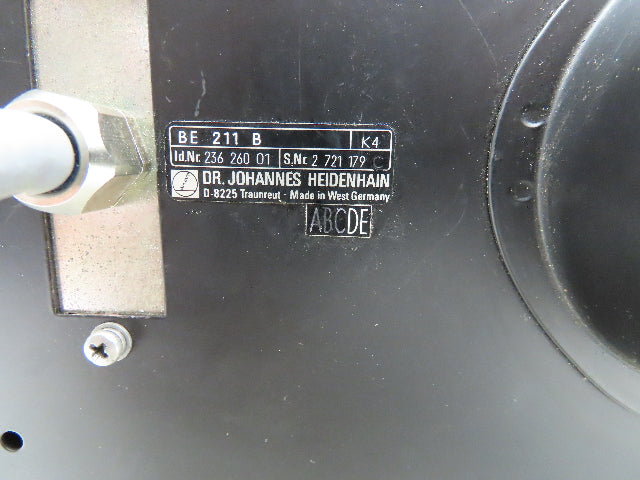 BE 211 B K4
Id.Nr. 236 260 01 S.Nr. 2 721 179 C
DR. JOHANNES HEIDENHAIN
D-8225 Traunreut · Made in West Germany
ABCDE